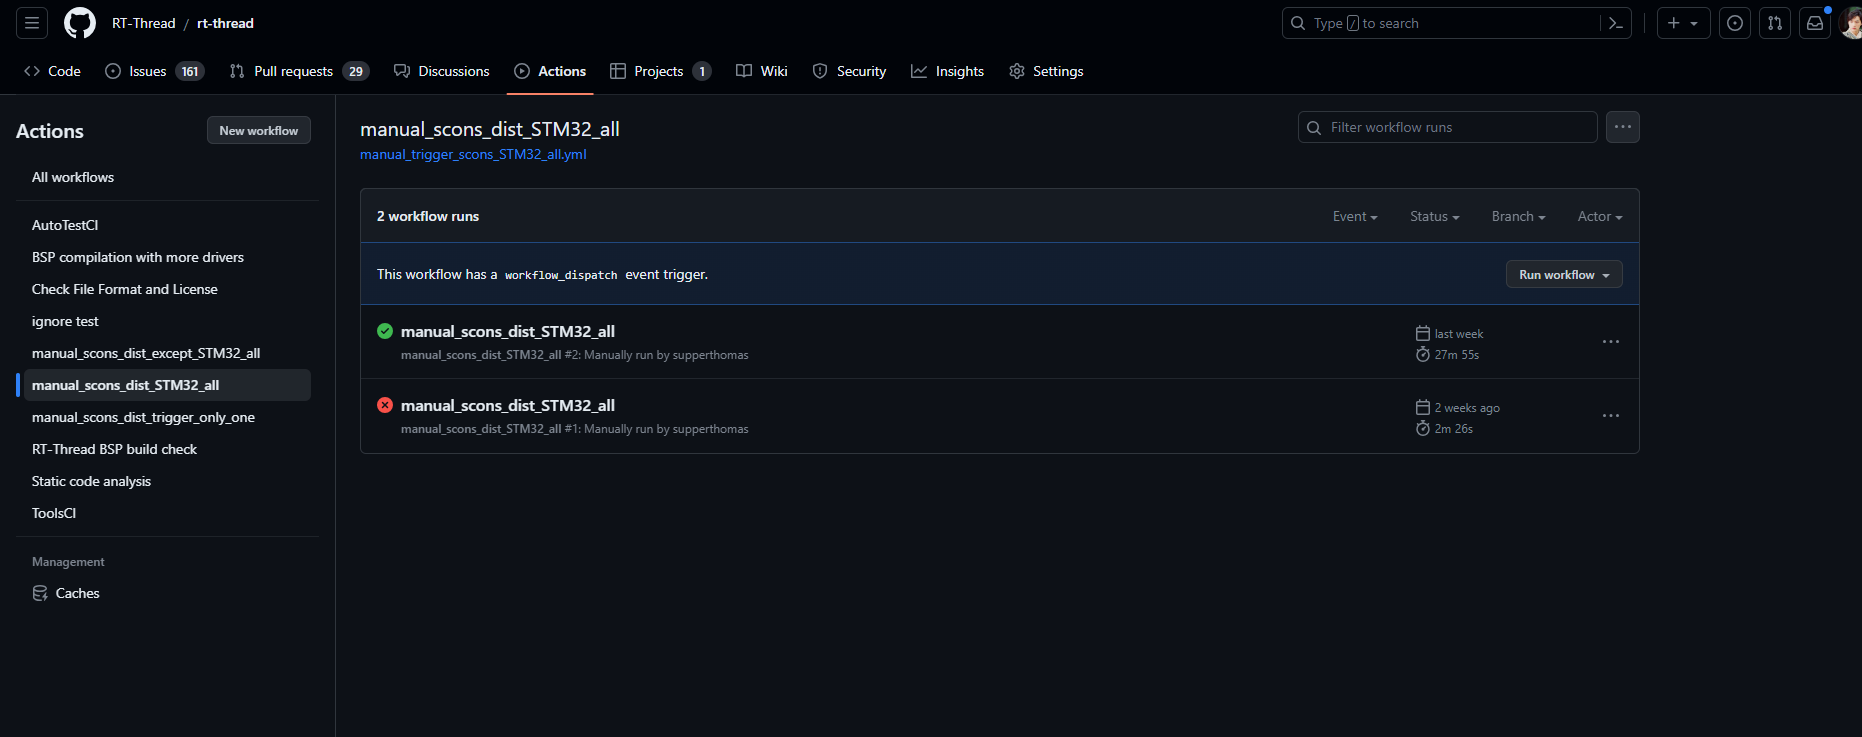 RT-Thread / rt-thread
Type / to search
Code
Issues 161
Pull requests 29
Discussions
Actions
Projects 1
Wiki
Security
Insights
Settings
Actions
New workflow
All workflows
AutoTestCI
BSP compilation with more drivers
Check File Format and License
ignore test
manual_scons_dist_except_STM32_all
manual_scons_dist_STM32_all
manual_scons_dist_trigger_only_one
RT-Thread BSP build check
Static code analysis
ToolsCI
Management
Caches
manual_scons_dist_STM32_all
manual_trigger_scons_STM32_all.yml
Filter workflow runs
2 workflow runs
Event
Status
Branch
Actor
This workflow has a workflow_dispatch event trigger.
Run workflow
manual_scons_dist_STM32_all
manual_scons_dist_STM32_all #2: Manually run by supperthomas
last week
27m 55s
manual_scons_dist_STM32_all
manual_scons_dist_STM32_all #1: Manually run by supperthomas
2 weeks ago
2m 26s